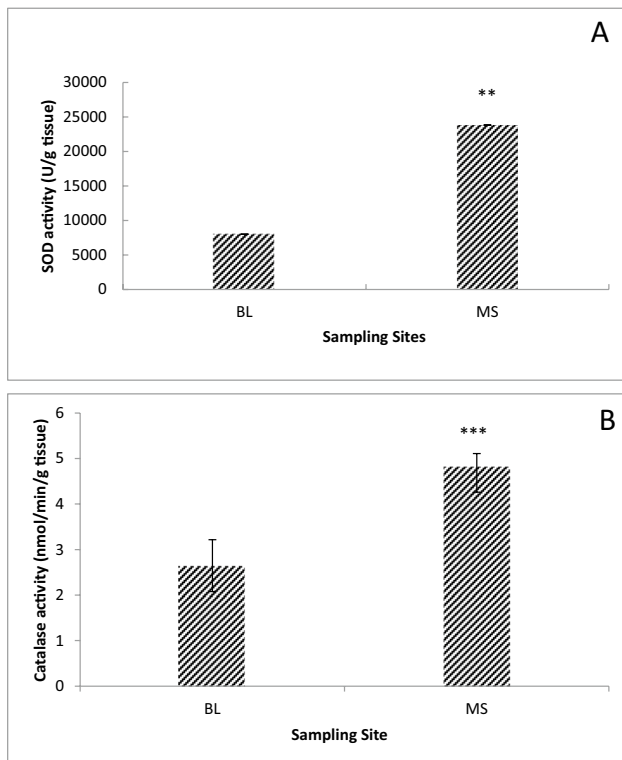 A
SOD activity (U/g tissue)
30000
25000
20000
15000
10000
5000
0
**
BL
MS
Sampling Sites
B
Catalase activity (nmol/min/g tissue)
6
5
4
3
2
1
0
***
BL
MS
Sampling Site